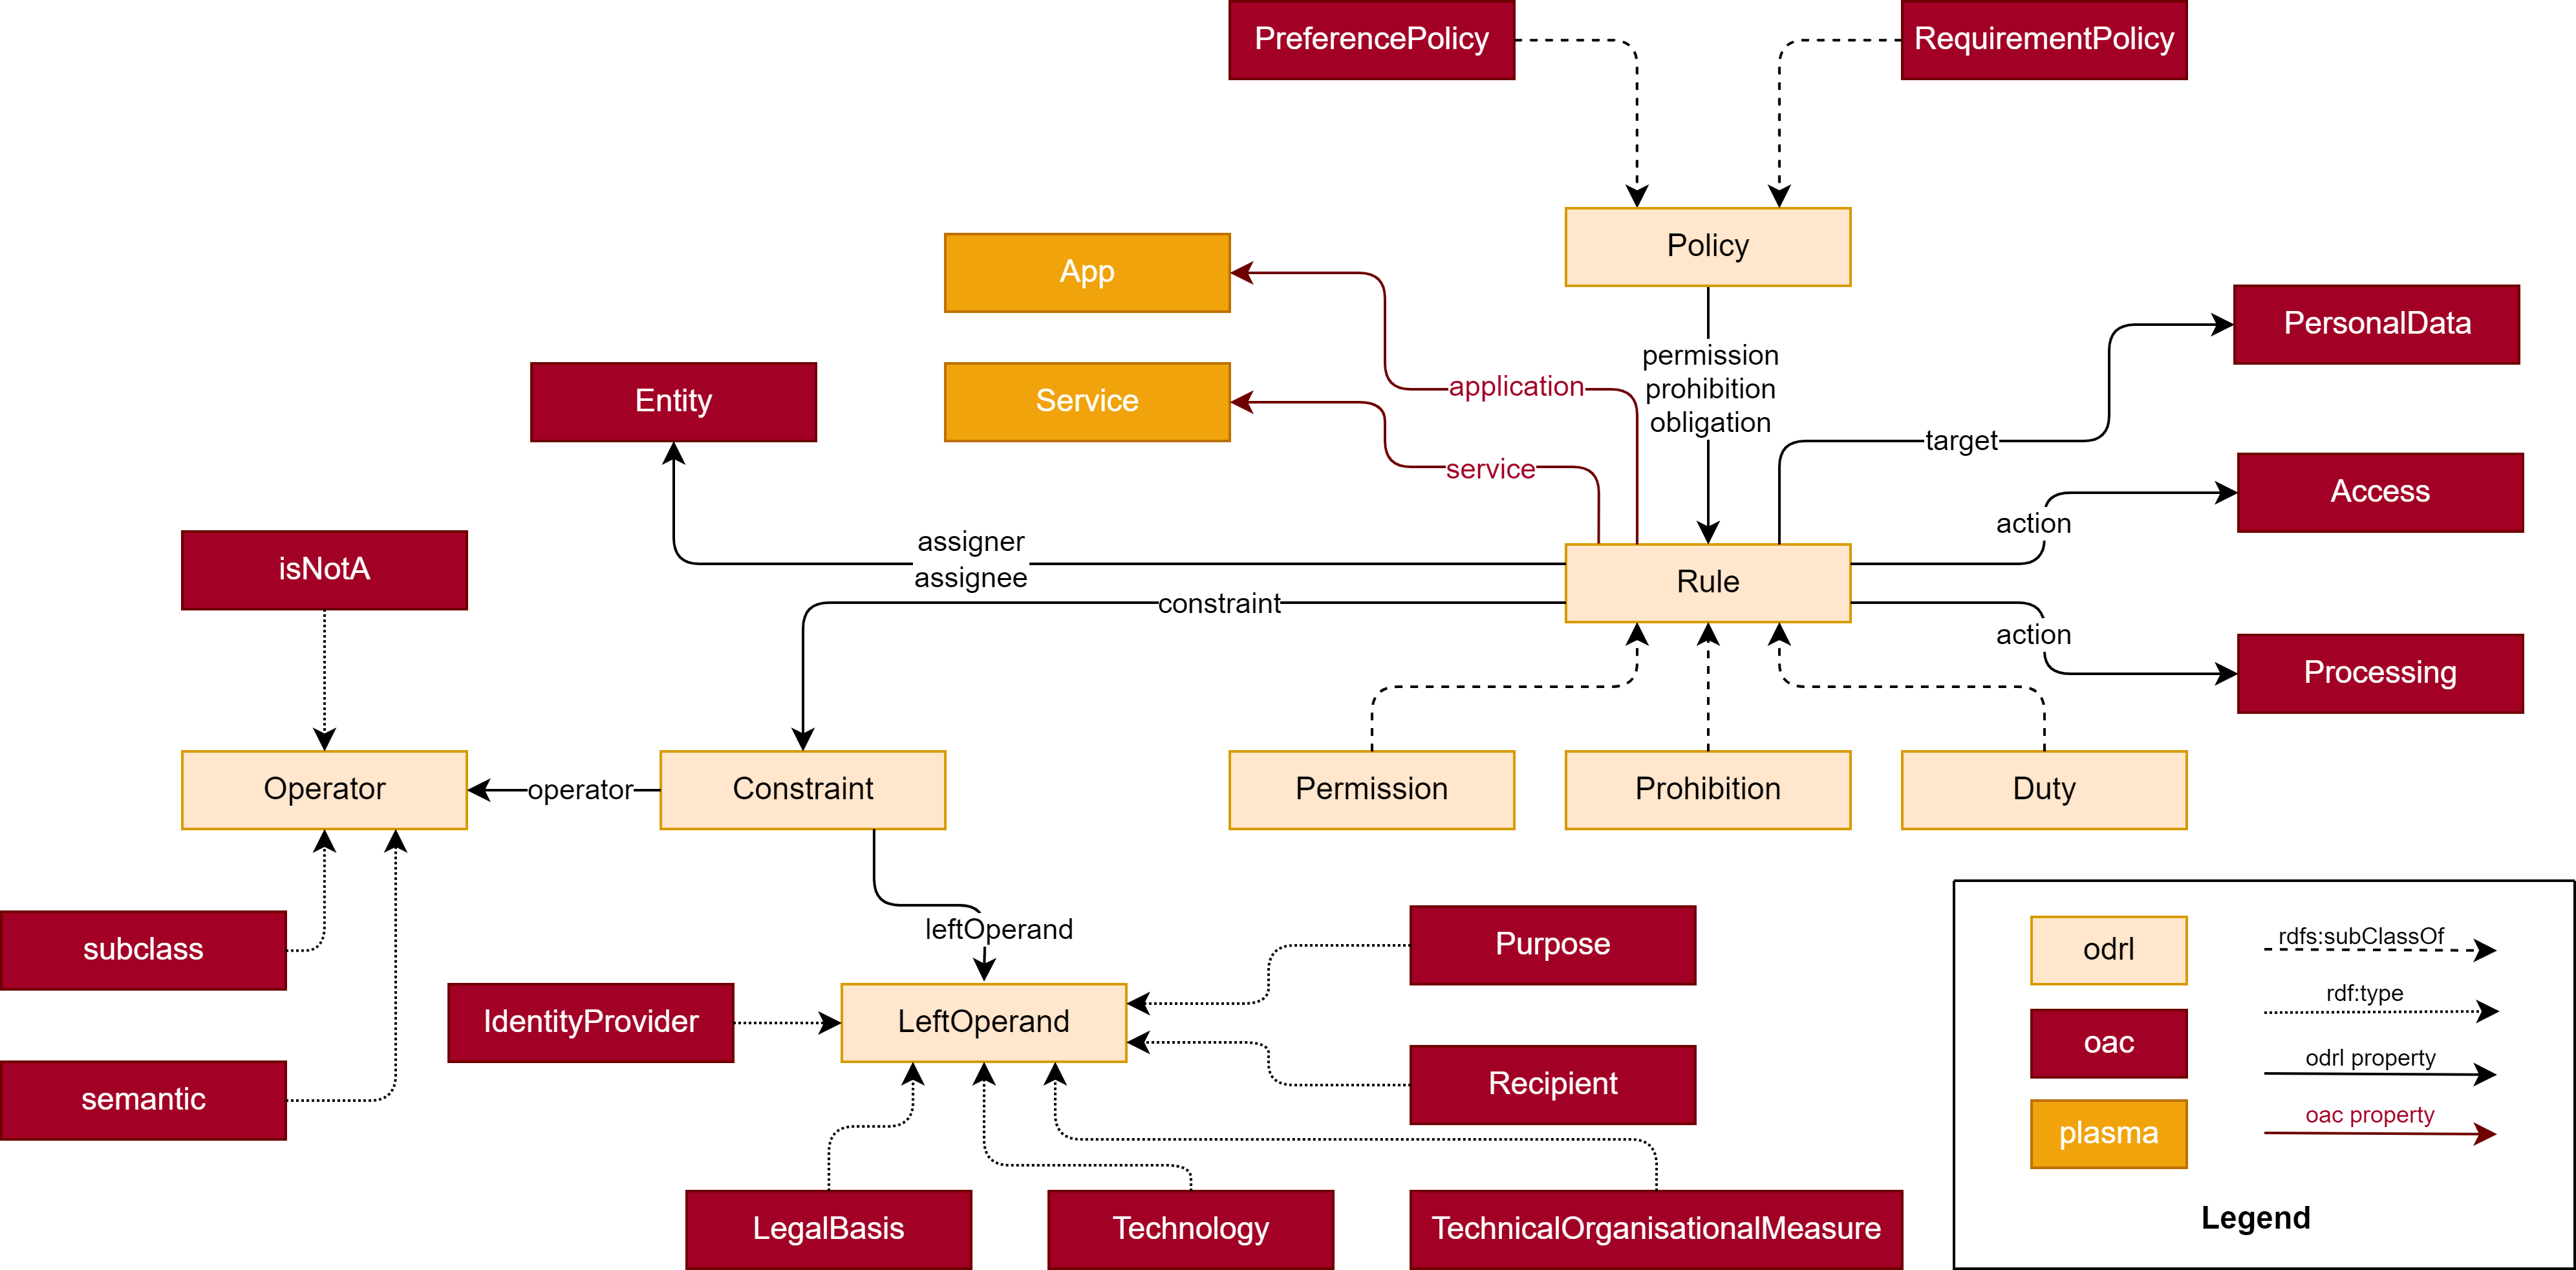 PreferencePolicy
RequirementPolicy
Policy
App
PersonalData
permission
prohibition
obligation
application
Entity
Service
target
service
Access
action
assigner
assignee
isNotA
Rule
constraint
action
Processing
Operator
operator
Constraint
Permission
Prohibition
Duty
leftOperand
subclass
Purpose
IdentityProvider
LeftOperand
semantic
Recipient
LegalBasis
Technology
TechnicalOrganisationalMeasure
odrl
rdfs:subClassOf
rdf:type
oac
odrl property
plasma
oac property
Legend